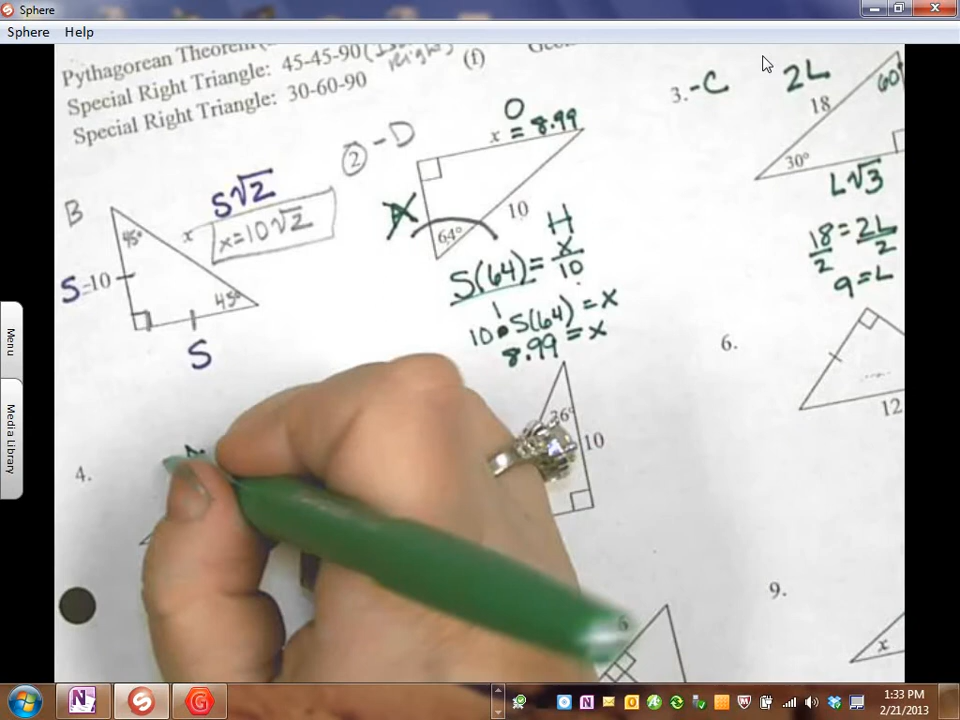 Sphere
Sphere Help
Pythagorean Theorem
Special Right Triangle: 45-45-90
Special Right Triangle: 30-60-90
(f)
B
45°
S=10
x
S√2
x=10√2
45°
S
② -D
O
x = 8.99
A
64°
10
H
S(64)= x/10
10 • S(64) = x
8.99 = x
3. -C
2L
18
60°
30°
L√3
18/2 = 2L/2
9=L
4.
26°
10
6.
12
6
9.
x
Menu
Media Library
1:33 PM
2/21/2013